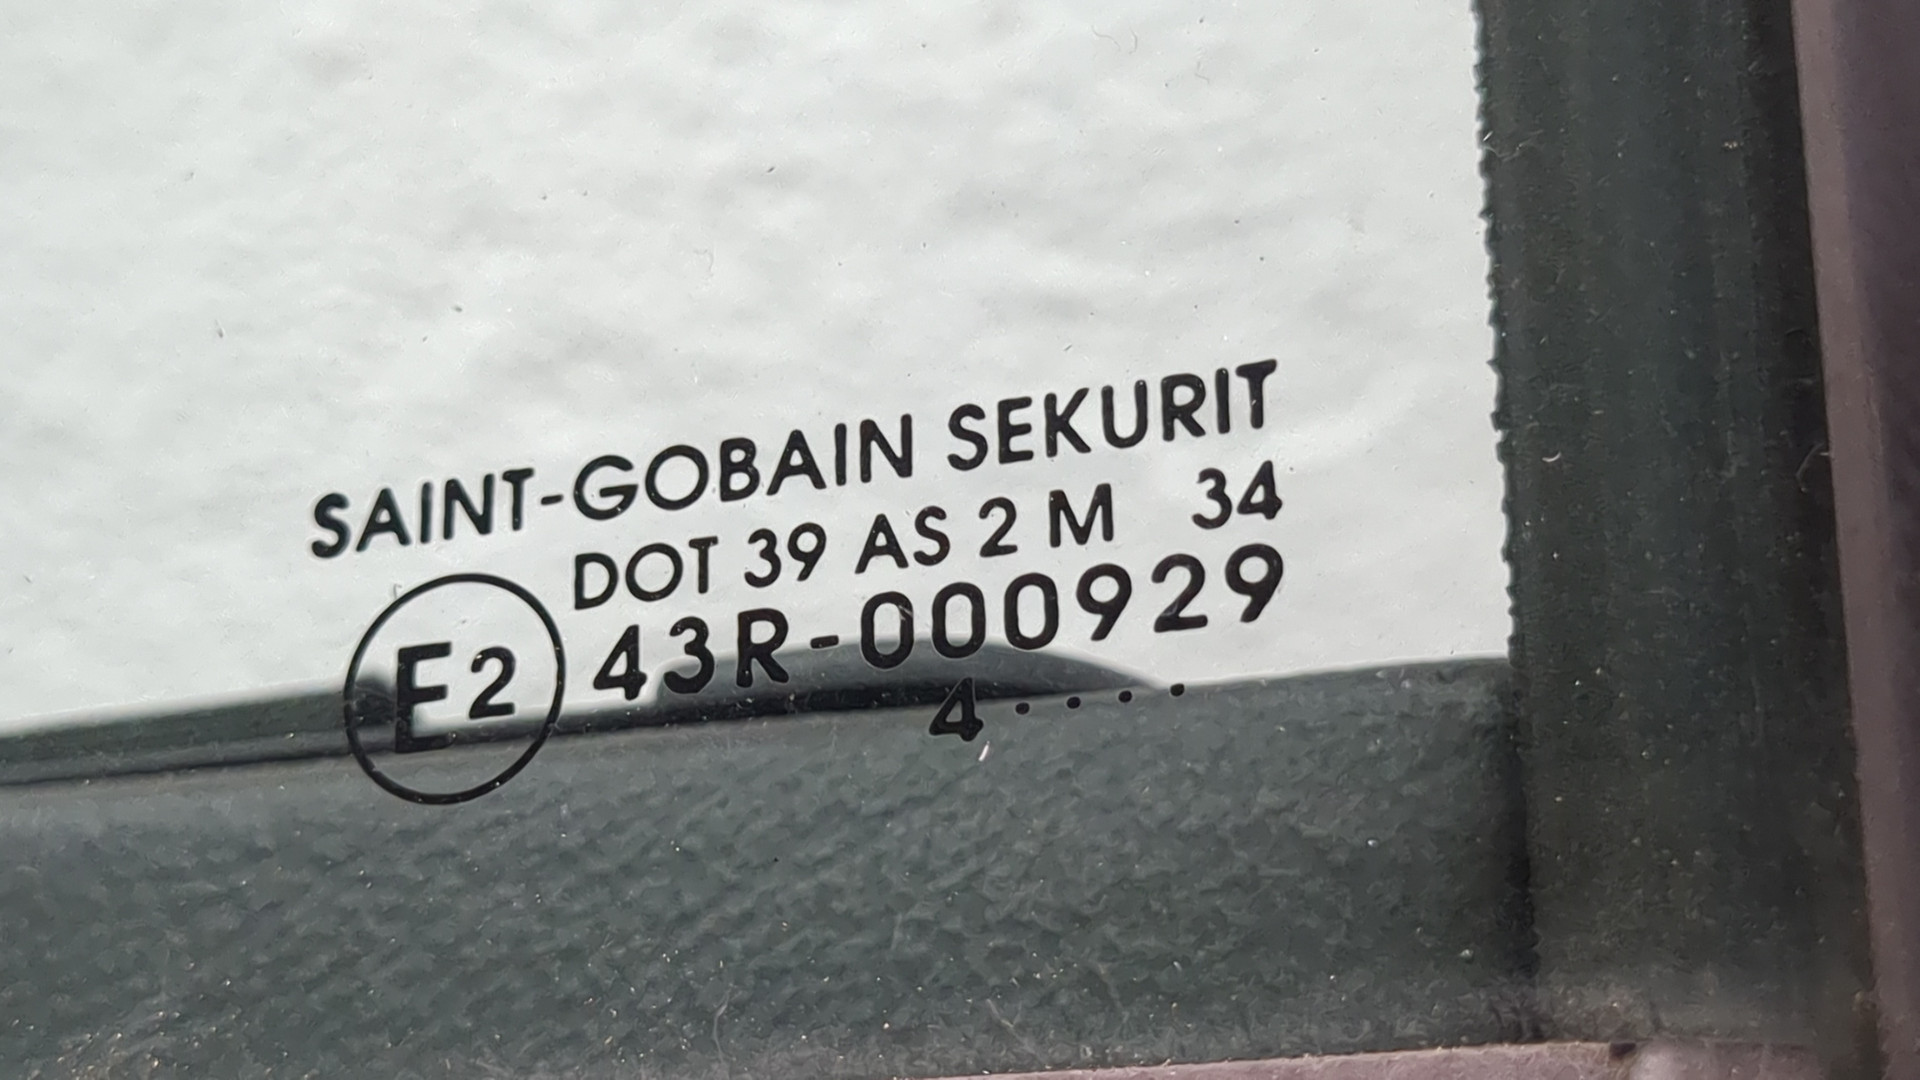 SAINT-GOBAIN SEKURIT
DOT 39 AS 2 M 34
E2 43R-000929
4 . . . .